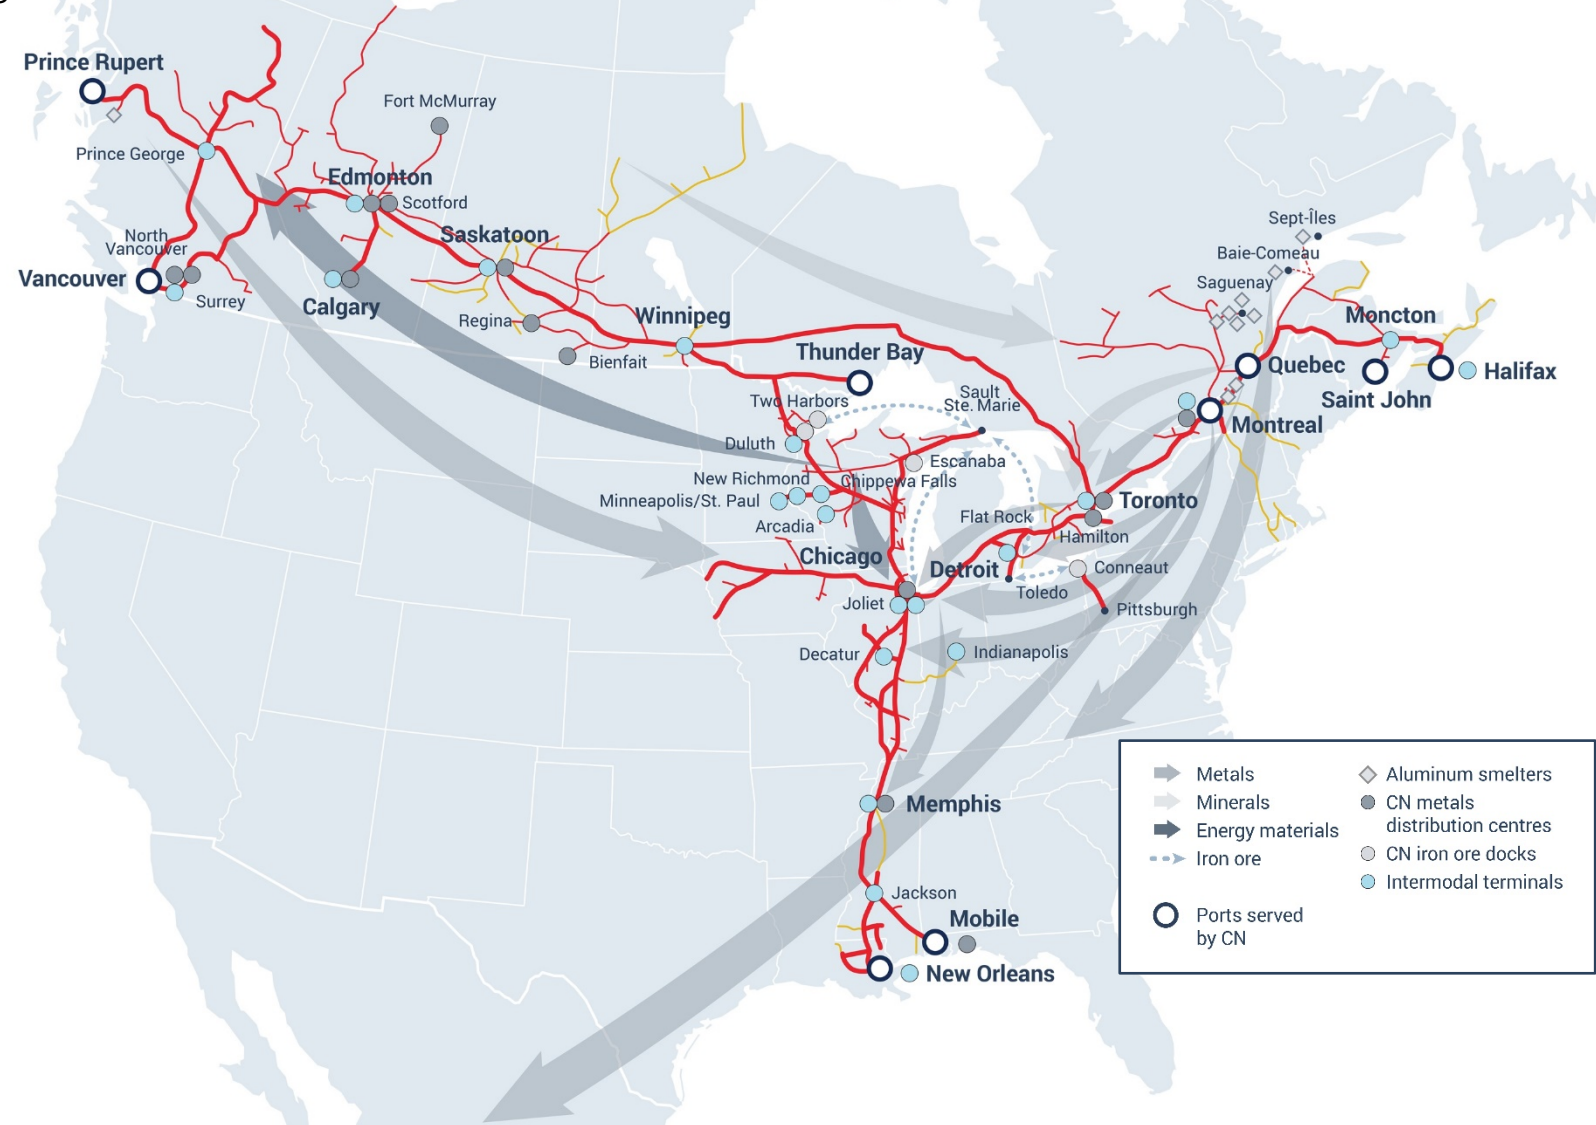 Prince Rupert
Fort McMurray
Prince George
Edmonton
Scotford
Sept-Îles
Saskatoon
North
Vancouver
Baie-Comeau
Vancouver
Saguenay
Surrey
Calgary
Regina
Winnipeg
Moncton
Bienfait
Thunder Bay
Quebec
Halifax
Saint John
Two Harbors
Sault
Ste. Marie
Montreal
Duluth
Escanaba
New Richmond
Chippewa Falls
Minneapolis/St. Paul
Toronto
Arcadia
Flat Rock
Hamilton
Chicago
Detroit
Conneaut
Toledo
Joliet
Pittsburgh
Decatur
Indianapolis
Memphis
Jackson
Mobile
New Orleans
Metals
Minerals
Energy materials
Iron ore
Ports served
by CN
Aluminum smelters
CN metals
distribution centres
CN iron ore docks
Intermodal terminals